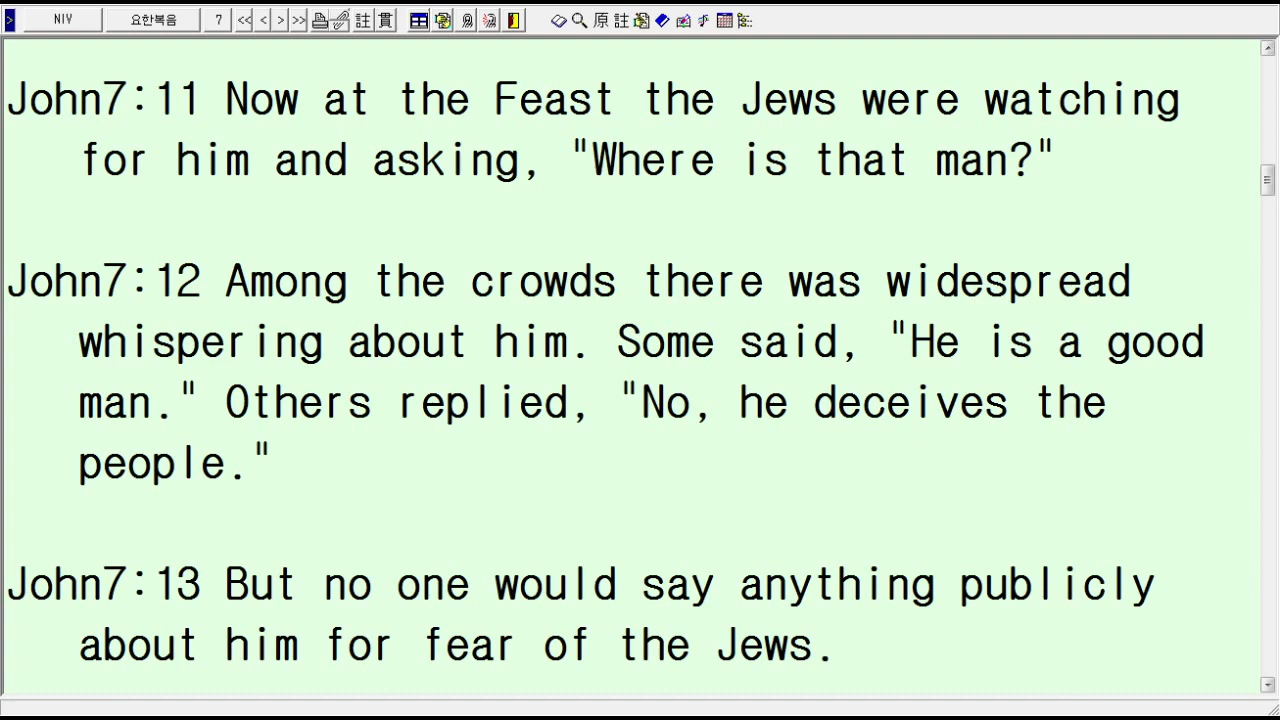 > NIV 요한복음 7 << < > >> 註 貫 原 註
John7:11 Now at the Feast the Jews were watching
for him and asking, "Where is that man?"
John7:12 Among the crowds there was widespread
whispering about him. Some said, "He is a good
man." Others replied, "No, he deceives the
people."
John7:13 But no one would say anything publicly
about him for fear of the Jews.